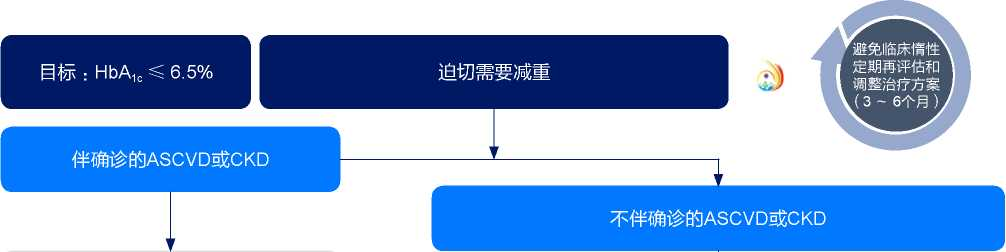 目标：HbA1c ≤ 6.5%
迫切需要减重
避免临床惰性
定期再评估和
调整治疗方案
（3 ~ 6个月）
伴确诊的ASCVD或CKD
不伴确诊的ASCVD或CKD